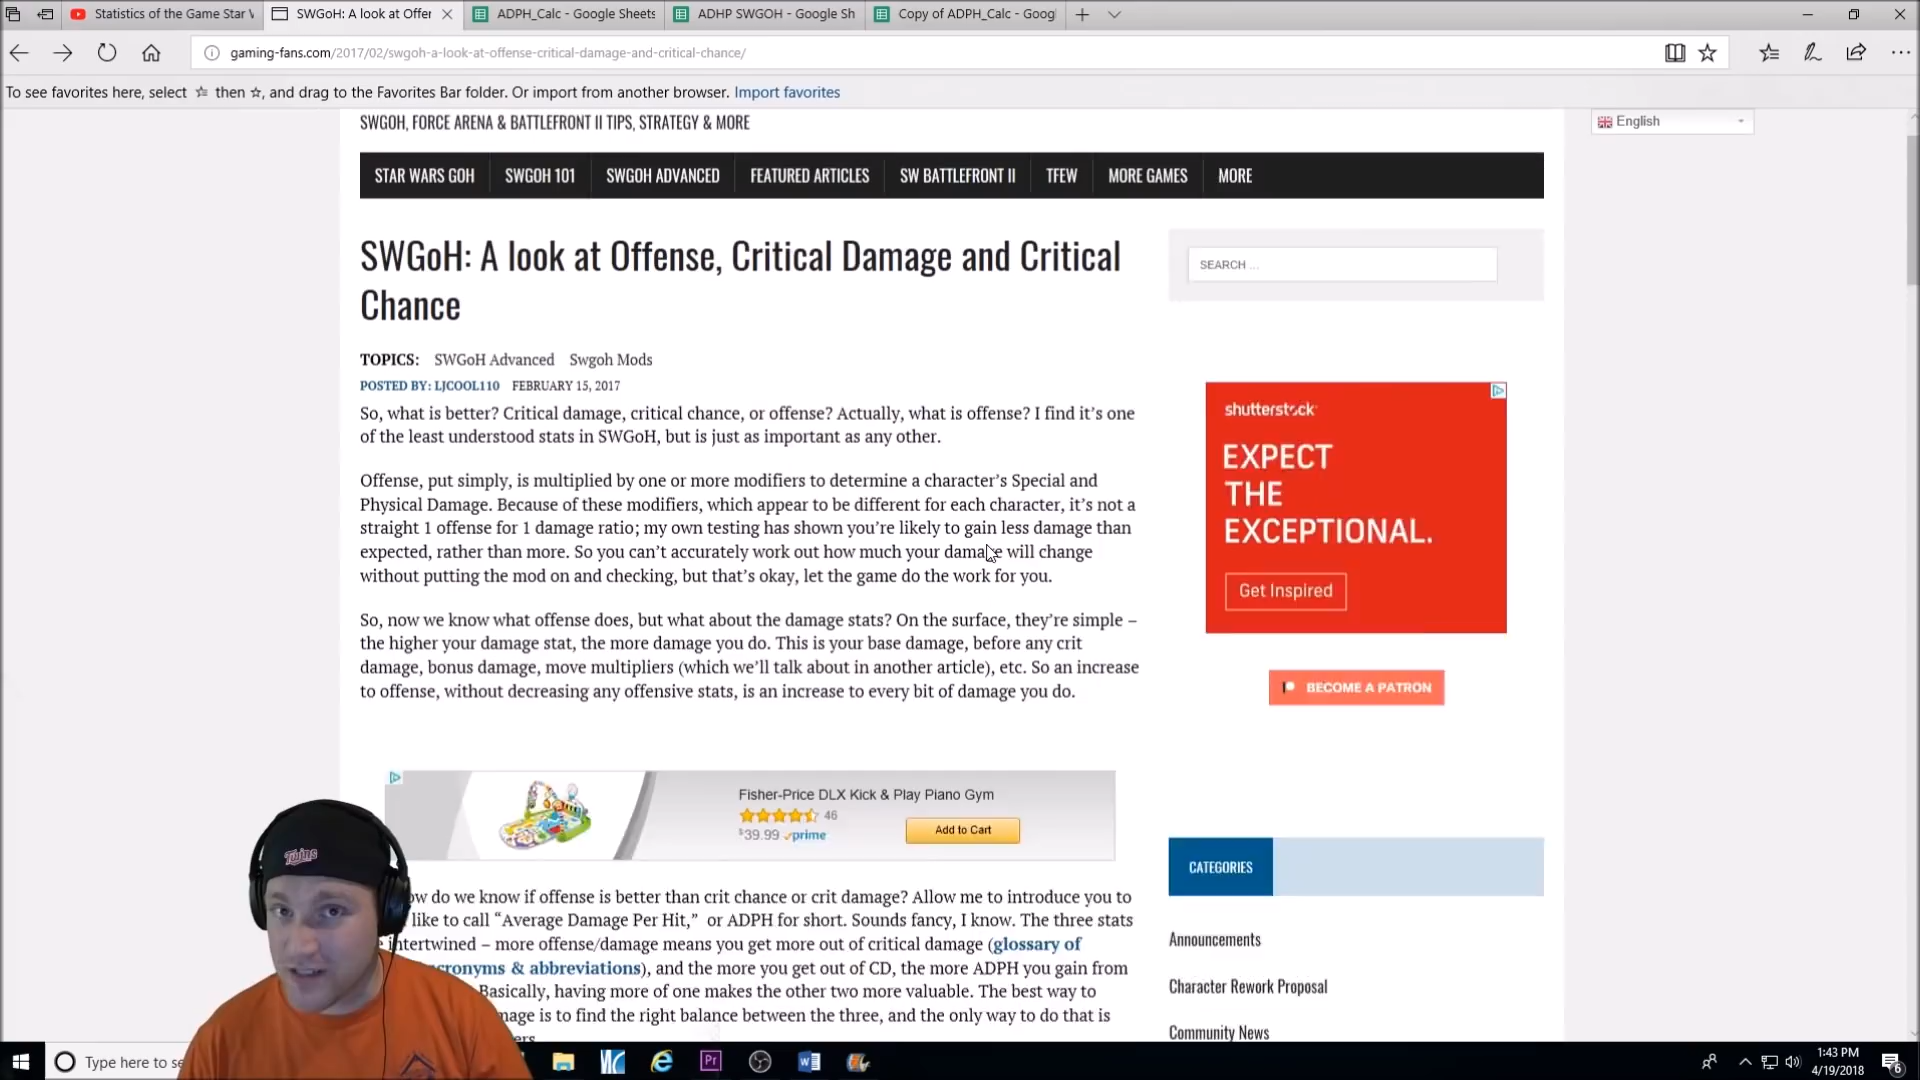 Statistics of the Game Star W
SWGoH: A look at Offen
ADPH_Calc - Google Sheets
ADHP SWGOH - Google Sh
Copy of ADPH_Calc - Goog
gaming-fans.com/2017/02/swgoh-a-look-at-offense-critical-damage-and-critical-chance/
To see favorites here, select then, and drag to the Favorites Bar folder. Or import from another browser. Import favorites
SWGOH, FORCE ARENA & BATTLEFRONT II TIPS, STRATEGY & MORE
English
STAR WARS GOH SWGOH 101 SWGOH ADVANCED FEATURED ARTICLES SW BATTLEFRONT II TFEW MORE GAMES MORE
SWGoH: A look at Offense, Critical Damage and Critical
Chance
SEARCH ...
TOPICS: SWGoH Advanced Swgoh Mods
POSTED BY: LJCOOL110 FEBRUARY 15, 2017
So, what is better? Critical damage, critical chance, or offense? Actually, what is offense? I find it's one
of the least understood stats in SWGoH, but is just as important as any other.
Offense, put simply, is multiplied by one or more modifiers to determine a character's Special and
Physical Damage. Because of these modifiers, which appear to be different for each character, it's not a
straight 1 offense for 1 damage ratio; my own testing has shown you're likely to gain less damage than
expected, rather than more. So you can't accurately work out how much your damage will change
without putting the mod on and checking, but that's okay, let the game do the work for you.
So, now we know what offense does, but what about the damage stats? On the surface, they're simple –
the higher your damage stat, the more damage you do. This is your base damage, before any crit
damage, bonus damage, move multipliers (which we'll talk about in another article), etc. So an increase
to offense, without decreasing any offensive stats, is an increase to every bit of damage you do.
shutterstock
EXPECT
THE
EXCEPTIONAL.
Get Inspired
BECOME A PATRON
Fisher-Price DLX Kick & Play Piano Gym
46
$39.99 prime
Add to Cart
Twins
ow do we know if offense is better than crit chance or crit damage? Allow me to introduce you to
like to call “Average Damage Per Hit,” or ADPH for short. Sounds fancy, I know. The three stats
intertwined – more offense/damage means you get more out of critical damage (glossary of
acronyms & abbreviations), and the more you get out of CD, the more ADPH you gain from
Basically, having more of one makes the other two more valuable. The best way to
mage is to find the right balance between the three, and the only way to do that is
ers
CATEGORIES
Announcements
Character Rework Proposal
Community News
Type here to se
1:43 PM
4/19/2018
6